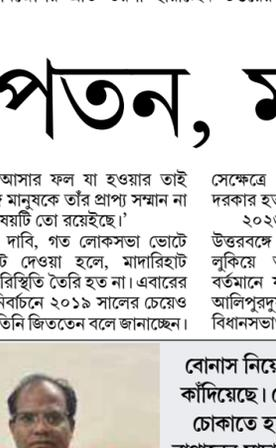 পতন,
আসার ফল যা হওয়ার তাই
মানুষকে তাঁর প্রাপ্য সম্মান না
ষয়টি তো রয়েইছে।’
দাবি, গত লোকসভা ভোটে
দেওয়া হলে, মাদারিহাট
রিস্থিতি তৈরি হত না। এবারের
নির্বাচনে ২০১৯ সালের চেয়েও
তিনি জিততেন বলে জানাচ্ছেন।
সেক্ষেত্রে
দরকার হত
উত্তরবঙ্গে
লুকিয়ে
বর্তমানে
আলিপুরদু
বিধানসভা
বোনাস নিয়ে
কাঁদিয়েছে।
চোকাতে হ